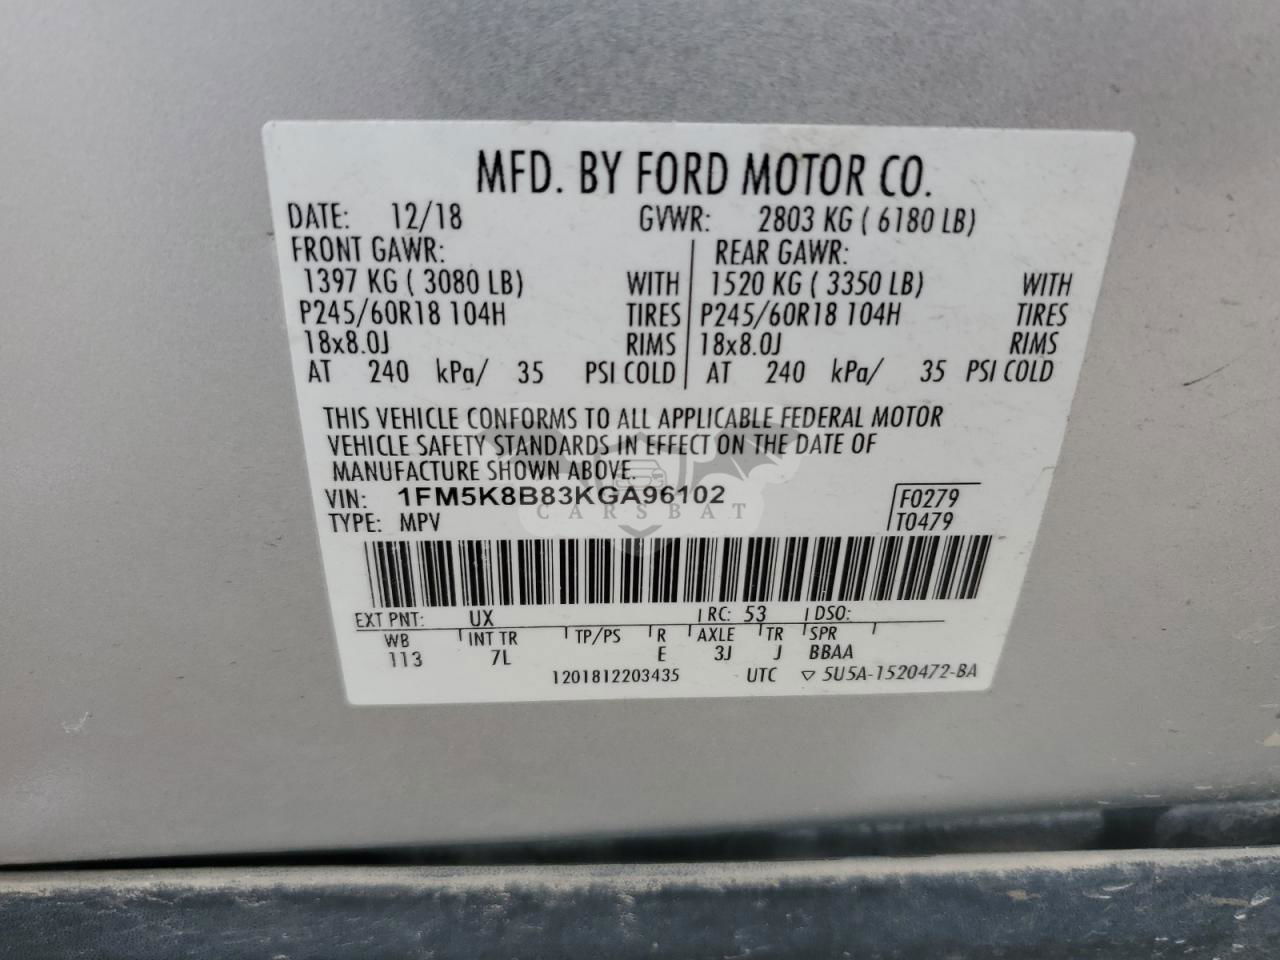 MFD. BY FORD MOTOR CO.
DATE: 12/18 GVWR: 2803 KG ( 6180 LB)
FRONT GAWR: REAR GAWR:
1397 KG ( 3080 LB) WITH 1520 KG ( 3350 LB) WITH
P245/60R18 104H TIRES P245/60R18 104H TIRES
18x8.0J RIMS 18x8.0J RIMS
AT 240 kPa/ 35 PSI COLD AT 240 kPa/ 35 PSI COLD
THIS VEHICLE CONFORMS TO ALL APPLICABLE FEDERAL MOTOR
VEHICLE SAFETY STANDARDS IN EFFECT ON THE DATE OF
MANUFACTURE SHOWN ABOVE.
VIN: 1FM5K8B83KGA96102 F0279
CARSBAT
TYPE: MPV T0479
EXT PNT: UX RC: 53 DSO:
WB INT TR TP/PS R AXLE TR SPR
113 7L E 3J J BBAA
1201812203435 UTC ▽ 5U5A-1520472-BA